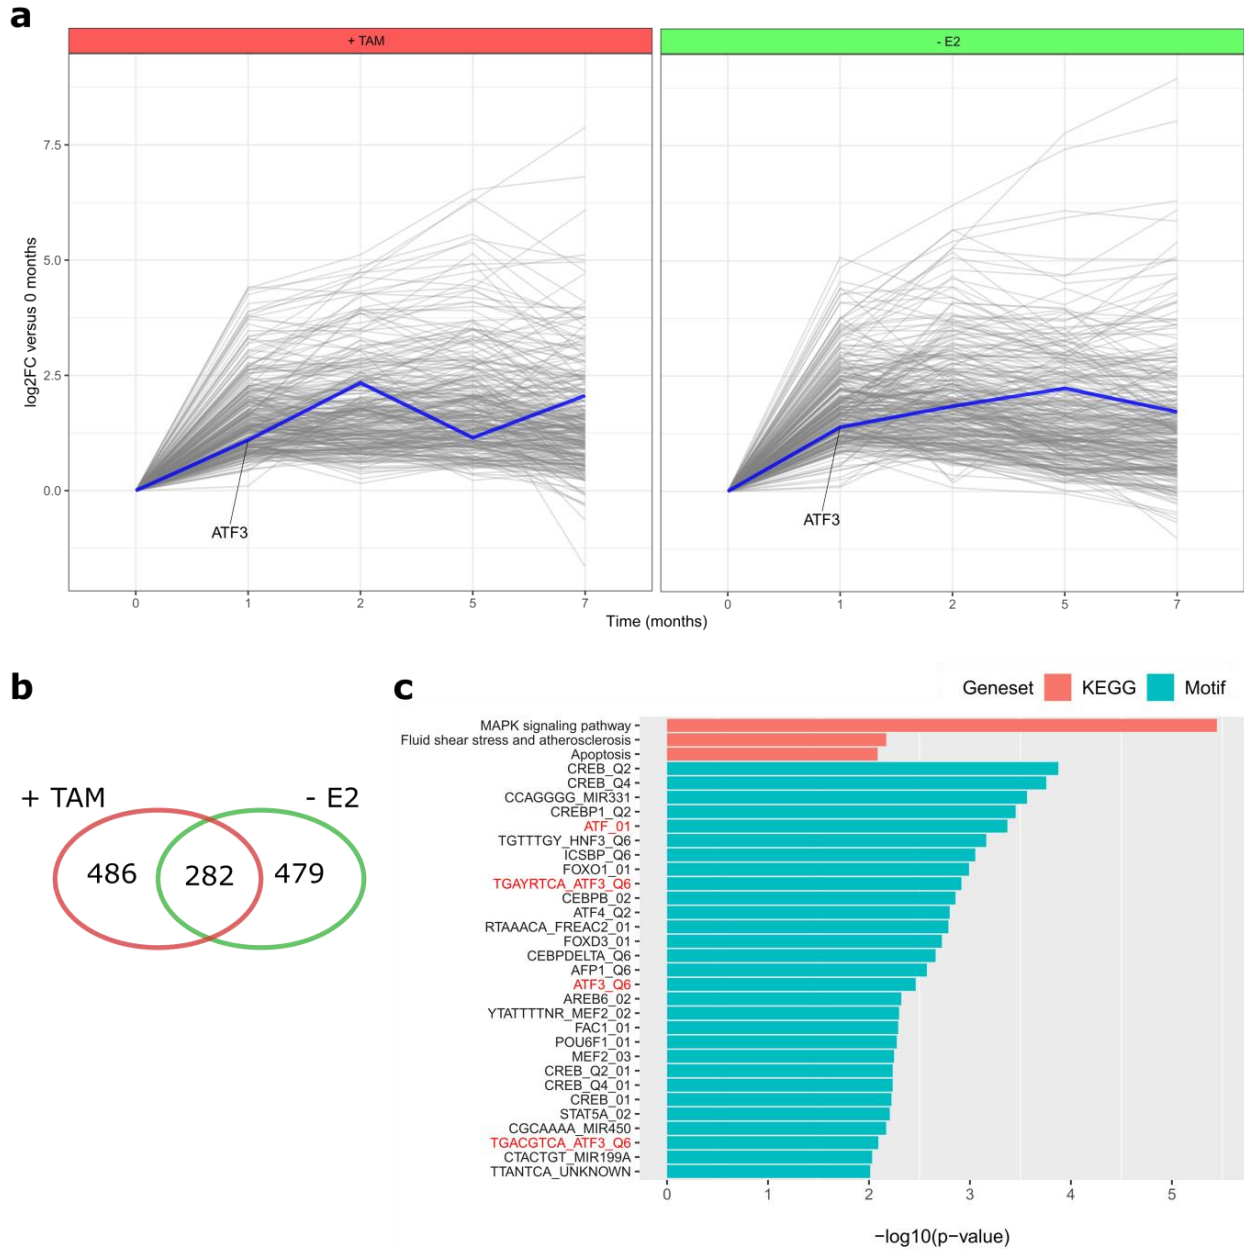 a
+ TAM
- E2
log2FC versus 0 months
7.5
5.0
2.5
0.0
ATF3
ATF3
0 1 2 5 7
0 1 2 5 7
Time (months)
b
+ TAM
- E2
486
282
479
c
Geneset KEGG Motif
MAPK signaling pathway
Fluid shear stress and atherosclerosis
Apoptosis
CREB_Q2
CREB_Q4
CCAGGGG_MIR331
CREBP1_Q2
ATF_01
TGTTTGY_HNF3_Q6
ICSBP_Q6
FOXO1_01
TGAYRTCA_ATF3_Q6
CEBPB_02
ATF4_Q2
RTAAACA_FREAC2_01
FOXD3_01
CEBPDELTA_Q6
AFP1_Q6
ATF3_Q6
AREB6_02
YTATTTTNR_MEF2_02
FAC1_01
POU6F1_01
MEF2_03
CREB_Q2_01
CREB_Q4_01
CREB_01
STAT5A_02
CGCAAAA_MIR450
TGACGTCA_ATF3_Q6
CTACTGT_MIR199A
TTANTCA_UNKNOWN
0 1 2 3 4 5
−log10(p−value)